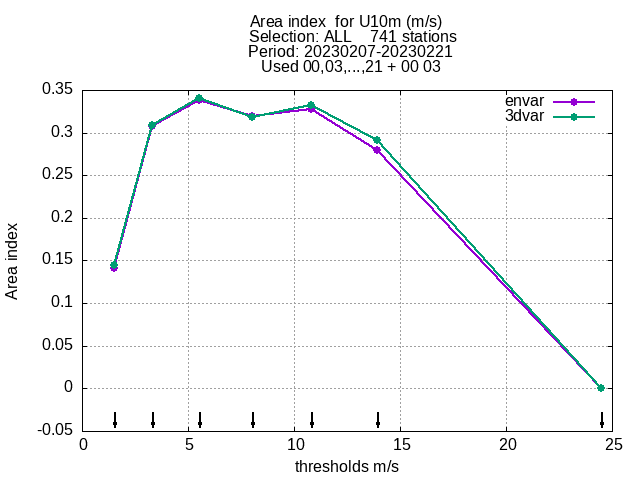 Area index  for U10m (m/s)
Selection: ALL    741 stations
Period: 20230207-20230221
Used 00,03,...,21 + 00 03
envar
3dvar
0.35
0.3
0.25
0.2
0.15
0.1
0.05
0
-0.05
Area index
0 5 10 15 20 25
thresholds m/s